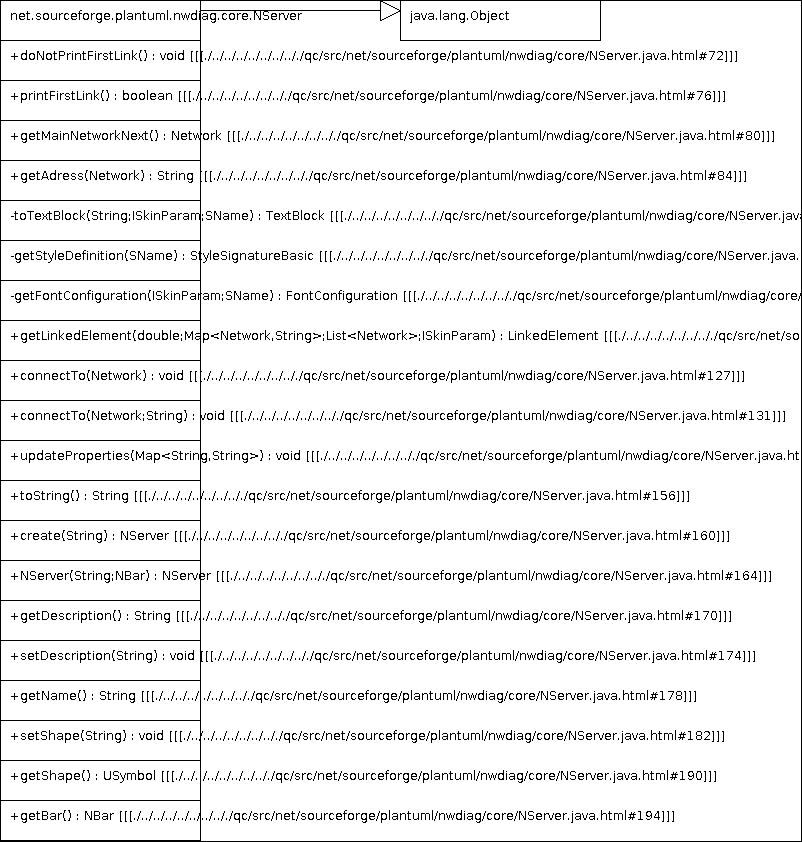 net.sourceforge.plantuml.nwdiag.core.NServer
java.lang.Object
+doNotPrintFirstLink() : void [[[./../../../../../../../../qc/src/net/sourceforge/plantuml/nwdiag/core/NServer.java.html#72]]]
+printFirstLink() : boolean [[[./../../../../../../../../qc/src/net/sourceforge/plantuml/nwdiag/core/NServer.java.html#76]]]
+getMainNetworkNext() : Network [[[./../../../../../../../../qc/src/net/sourceforge/plantuml/nwdiag/core/NServer.java.html#80]]]
+getAdress(Network) : String [[[./../../../../../../../../qc/src/net/sourceforge/plantuml/nwdiag/core/NServer.java.html#84]]]
-toTextBlock(String;ISkinParam;SName) : TextBlock [[[./../../../../../../../../qc/src/net/sourceforge/plantuml/nwdiag/core/NServer.java
-getStyleDefinition(SName) : StyleSignatureBasic [[[./../../../../../../../../qc/src/net/sourceforge/plantuml/nwdiag/core/NServer.java.
-getFontConfiguration(ISkinParam;SName) : FontConfiguration [[[./../../../../../../../../qc/src/net/sourceforge/plantuml/nwdiag/core/
+getLinkedElement(double;Map<Network,String>;List<Network>;ISkinParam) : LinkedElement [[[./../../../../../../../../qc/src/net/so
+connectTo(Network) : void [[[./../../../../../../../../qc/src/net/sourceforge/plantuml/nwdiag/core/NServer.java.html#127]]]
+connectTo(Network;String) : void [[[./../../../../../../../../qc/src/net/sourceforge/plantuml/nwdiag/core/NServer.java.html#131]]]
+updateProperties(Map<String,String>) : void [[[./../../../../../../../../qc/src/net/sourceforge/plantuml/nwdiag/core/NServer.java.ht
+toString() : String [[[./../../../../../../../../qc/src/net/sourceforge/plantuml/nwdiag/core/NServer.java.html#156]]]
+create(String) : NServer [[[./../../../../../../../../qc/src/net/sourceforge/plantuml/nwdiag/core/NServer.java.html#160]]]
+NServer(String;NBar) : NServer [[[./../../../../../../../../qc/src/net/sourceforge/plantuml/nwdiag/core/NServer.java.html#164]]]
+getDescription() : String [[[./../../../../../../../../qc/src/net/sourceforge/plantuml/nwdiag/core/NServer.java.html#170]]]
+setDescription(String) : void [[[./../../../../../../../../qc/src/net/sourceforge/plantuml/nwdiag/core/NServer.java.html#174]]]
+getName() : String [[[./../../../../../../../../qc/src/net/sourceforge/plantuml/nwdiag/core/NServer.java.html#178]]]
+setShape(String) : void [[[./../../../../../../../../qc/src/net/sourceforge/plantuml/nwdiag/core/NServer.java.html#182]]]
+getShape() : USymbol [[[./../../../../../../../../qc/src/net/sourceforge/plantuml/nwdiag/core/NServer.java.html#190]]]
+getBar() : NBar [[[./../../../../../../../../qc/src/net/sourceforge/plantuml/nwdiag/core/NServer.java.html#194]]]